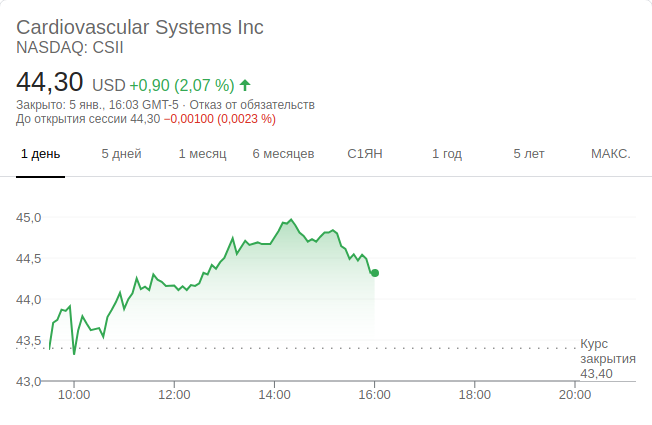 Cardiovascular Systems Inc
NASDAQ: CSII
44,30 USD +0,90 (2,07 %)
Закрыто: 5 янв., 16:03 GMT-5 · Отказ от обязательств
До открытия сессии 44,30 −0,00100 (0,0023 %)
1 день 5 дней 1 месяц 6 месяцев С1ЯН 1 год 5 лет МАКС.
45,0
44,5
44,0
43,5
Курс
закрытия
43,40
43,0
10:00 12:00 14:00 16:00 18:00 20:00